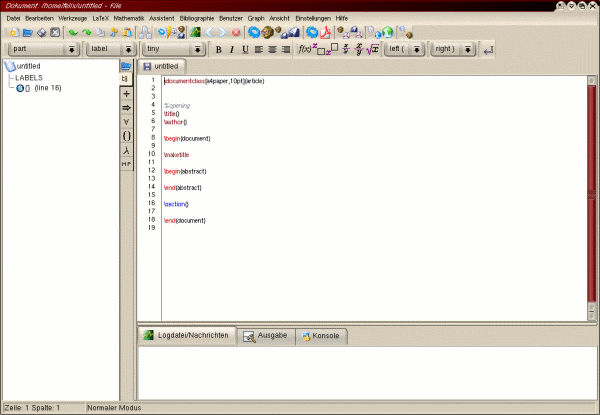 Dokument: /home/felix/untitled - Kile
Datei Bearbeiten Werkzeuge LaTeX Mathematik Assistent Bibliographie Benutzer Graph Ansicht Einstellungen Hilfe
part label tiny B I U f(x) left ( right )
untitled
LABELS
{} (line 16)
untitled
1 \documentclass[a4paper,10pt]{article}
2
3
4 %opening
5 \title{}
6 \author{}
7
8 \begin{document}
9
10 \maketitle
11
12 \begin{abstract}
13
14 \end{abstract}
15
16 \section{}
17
18 \end{document}
19
Logdatei/Nachrichten Ausgabe Konsole
Zeile: 1 Spalte: 1 Normaler Modus